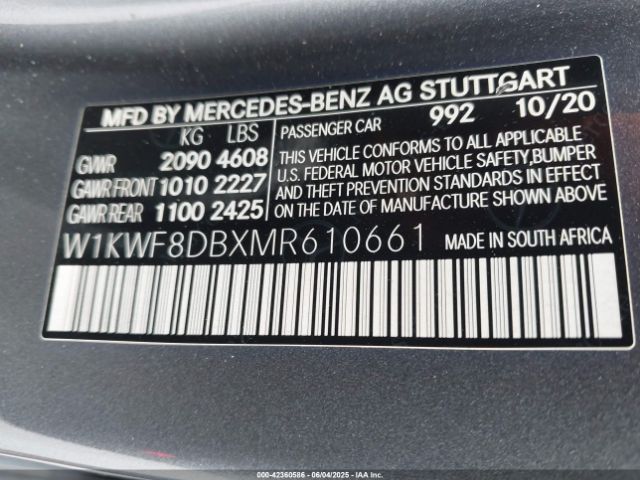 MFD BY MERCEDES-BENZ AG STUTTGART
KG LBS PASSENGER CAR 992 10/20
GVWR 2090 4608
GAWR FRONT 1010 2227
GAWR REAR 1100 2425
THIS VEHICLE CONFORMS TO ALL APPLICABLE
U.S. FEDERAL MOTOR VEHICLE SAFETY, BUMPER
AND THEFT PREVENTION STANDARDS IN EFFECT
ON THE DATE OF MANUFACTURE SHOWN ABOVE
W1KWF8DBXMR610661 MADE IN SOUTH AFRICA
000-42360586 - 06/04/2025 - IAAI.COM